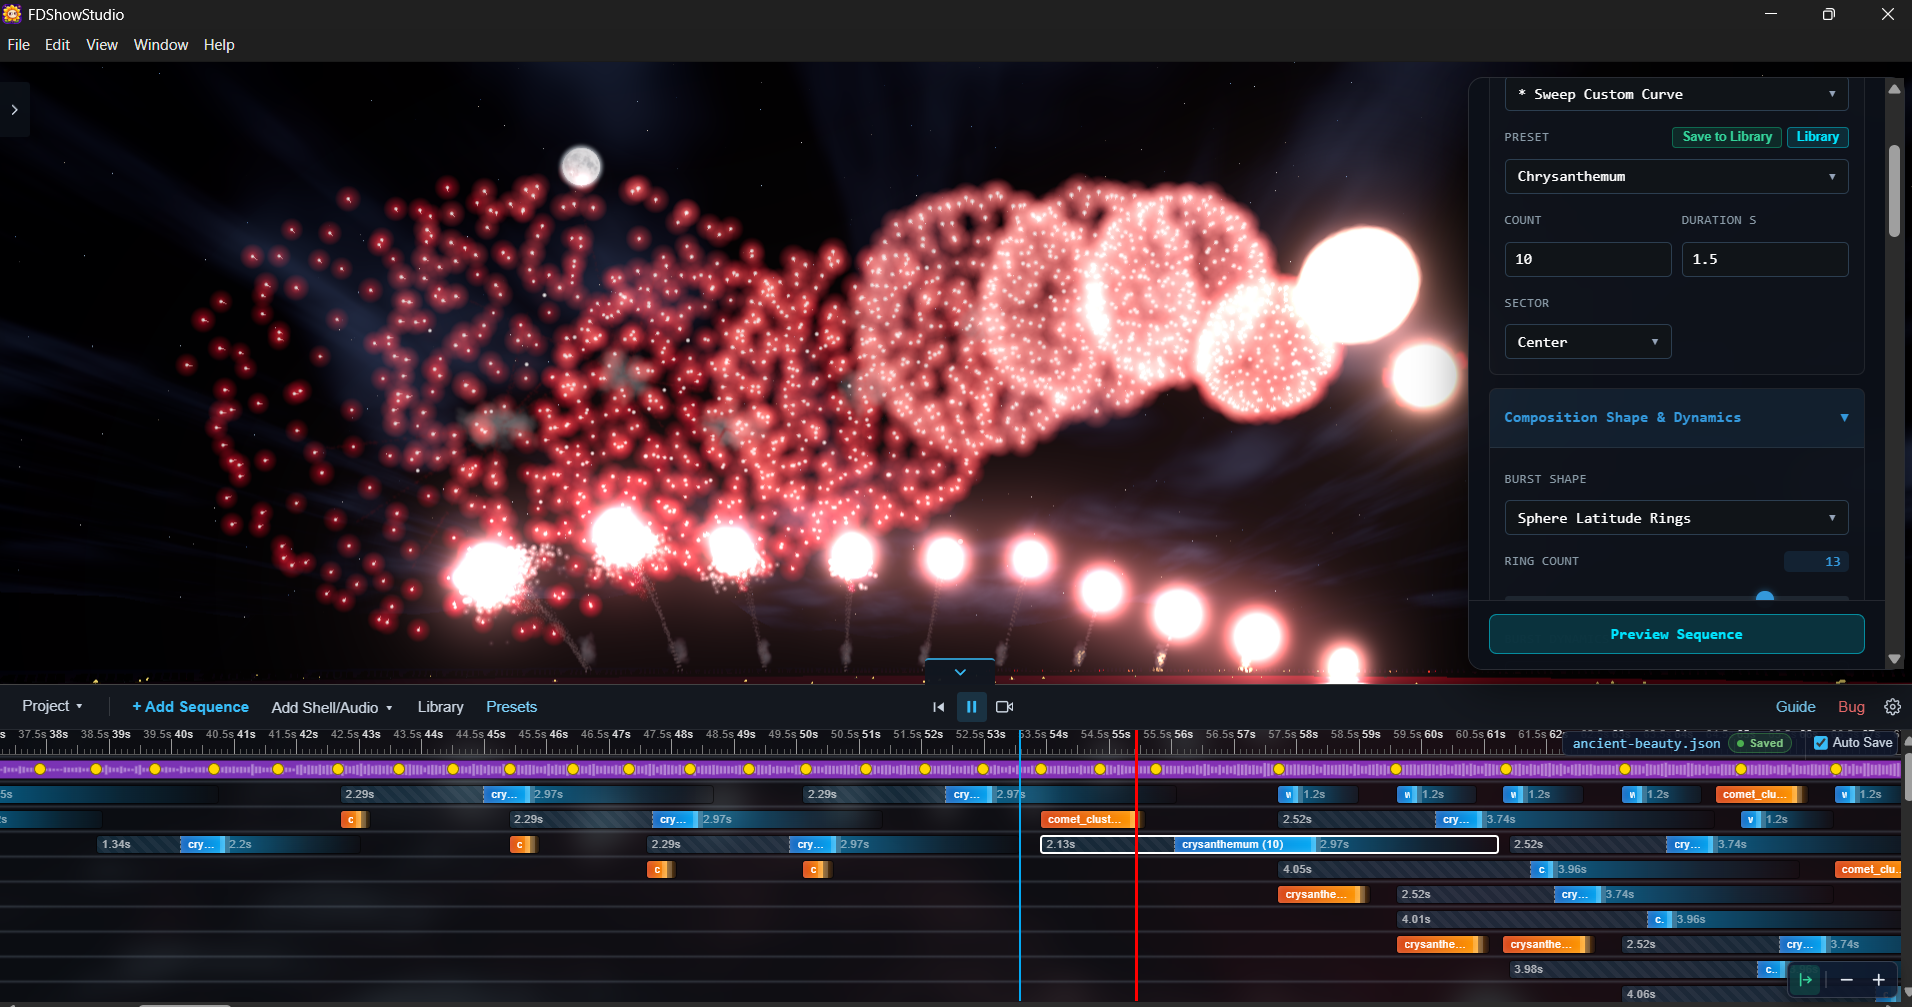 FDShowStudio
File Edit View Window Help
* Sweep Custom Curve
PRESET Save to Library Library
Chrysanthemum
COUNT DURATION S
10 1.5
SECTOR
Center
Composition Shape & Dynamics
BURST SHAPE
Sphere Latitude Rings
RING COUNT 13
Preview Sequence
Project + Add Sequence Add Shell/Audio Library Presets Guide Bug
s 37.5s 38s 38.5s 39s 39.5s 40s 40.5s 41s 41.5s 42s 42.5s 43s 43.5s 44s 44.5s 45s 45.5s 46s 46.5s 47s 47.5s 48s 48.5s 49s 49.5s 50s 50.5s 51s 51.5s 52s 52.5s 53s 53.5s 54s 54.5s 55s 55.5s 56s 56.5s 57s 57.5s 58s 58.5s 59s 59.5s 60s 60.5s 61s 61.5s 62
ancient-beauty.json Saved Auto Save
5s 2.29s cry... 2.97s 2.29s cry... 2.97s 1.2s 1.2s 1.2s 1.2s comet_clu... 1.2s
c 2.29s cry... 2.97s comet_clust... 2.52s cry... 3.74s 1.2s
1.34s cry... 2.2s c 2.29s cry... 2.97s 2.13s crysanthemum (10) 2.97s 2.52s cry... 3.74s
c c 4.05s c 3.96s comet_clu...
crysanthe... 2.52s cry... 3.74s
4.01s c. 3.96s
crysanthe... crysanthe... 2.52s cry... 3.74s
3.98s c..
4.06s